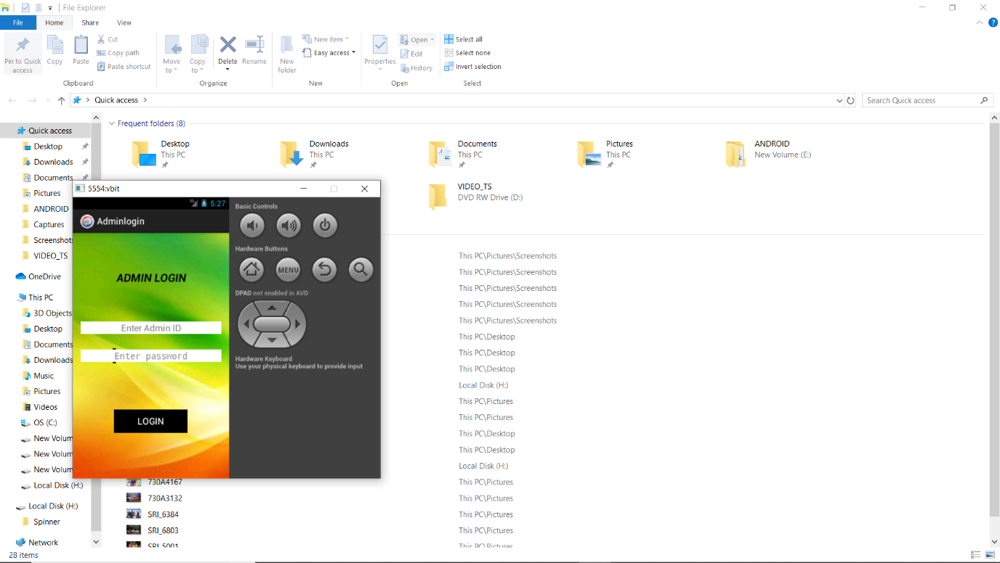 File Explorer
File Home Share View
Pin to Quick access
Copy
Paste
Cut
Copy path
Paste shortcut
Clipboard
Move to
Copy to
Delete
Rename
Organize
New folder
New item
Easy access
New
Properties
Open
Edit
History
Open
Select all
Select none
Invert selection
Select
Quick access
Search Quick access
Quick access
Desktop
Downloads
Documents
Pictures
ANDROID
Captures
Screenshots
VIDEO_TS
OneDrive
This PC
3D Objects
Desktop
Documents
Downloads
Music
Pictures
Videos
OS (C:)
New Volum
New Volum
New Volum
Local Disk (H:)
Local Disk (H:)
Spinner
Network
28 items
Frequent folders (8)
Desktop
This PC
Downloads
This PC
Documents
This PC
Pictures
This PC
ANDROID
New Volume (E:)
VIDEO_TS
DVD RW Drive (D:)
This PC\Pictures\Screenshots
This PC\Pictures\Screenshots
This PC\Pictures\Screenshots
This PC\Pictures\Screenshots
This PC\Pictures\Screenshots
This PC\Desktop
This PC\Desktop
This PC\Desktop
Local Disk (H:)
This PC\Pictures
This PC\Pictures
This PC\Desktop
This PC\Desktop
Local Disk (H:)
730A4167 This PC\Pictures
730A3132 This PC\Pictures
SRI_6384 This PC\Pictures
SRI_6803 This PC\Pictures
SRI_5001 This PC\Pictures
5554:vbit
3G 5:27
Adminlogin
ADMIN LOGIN
Enter Admin ID
Enter password
LOGIN
Basic Controls
Hardware Buttons
MENU
DPAD not enabled in AVD
Hardware Keyboard
Use your physical keyboard to provide input